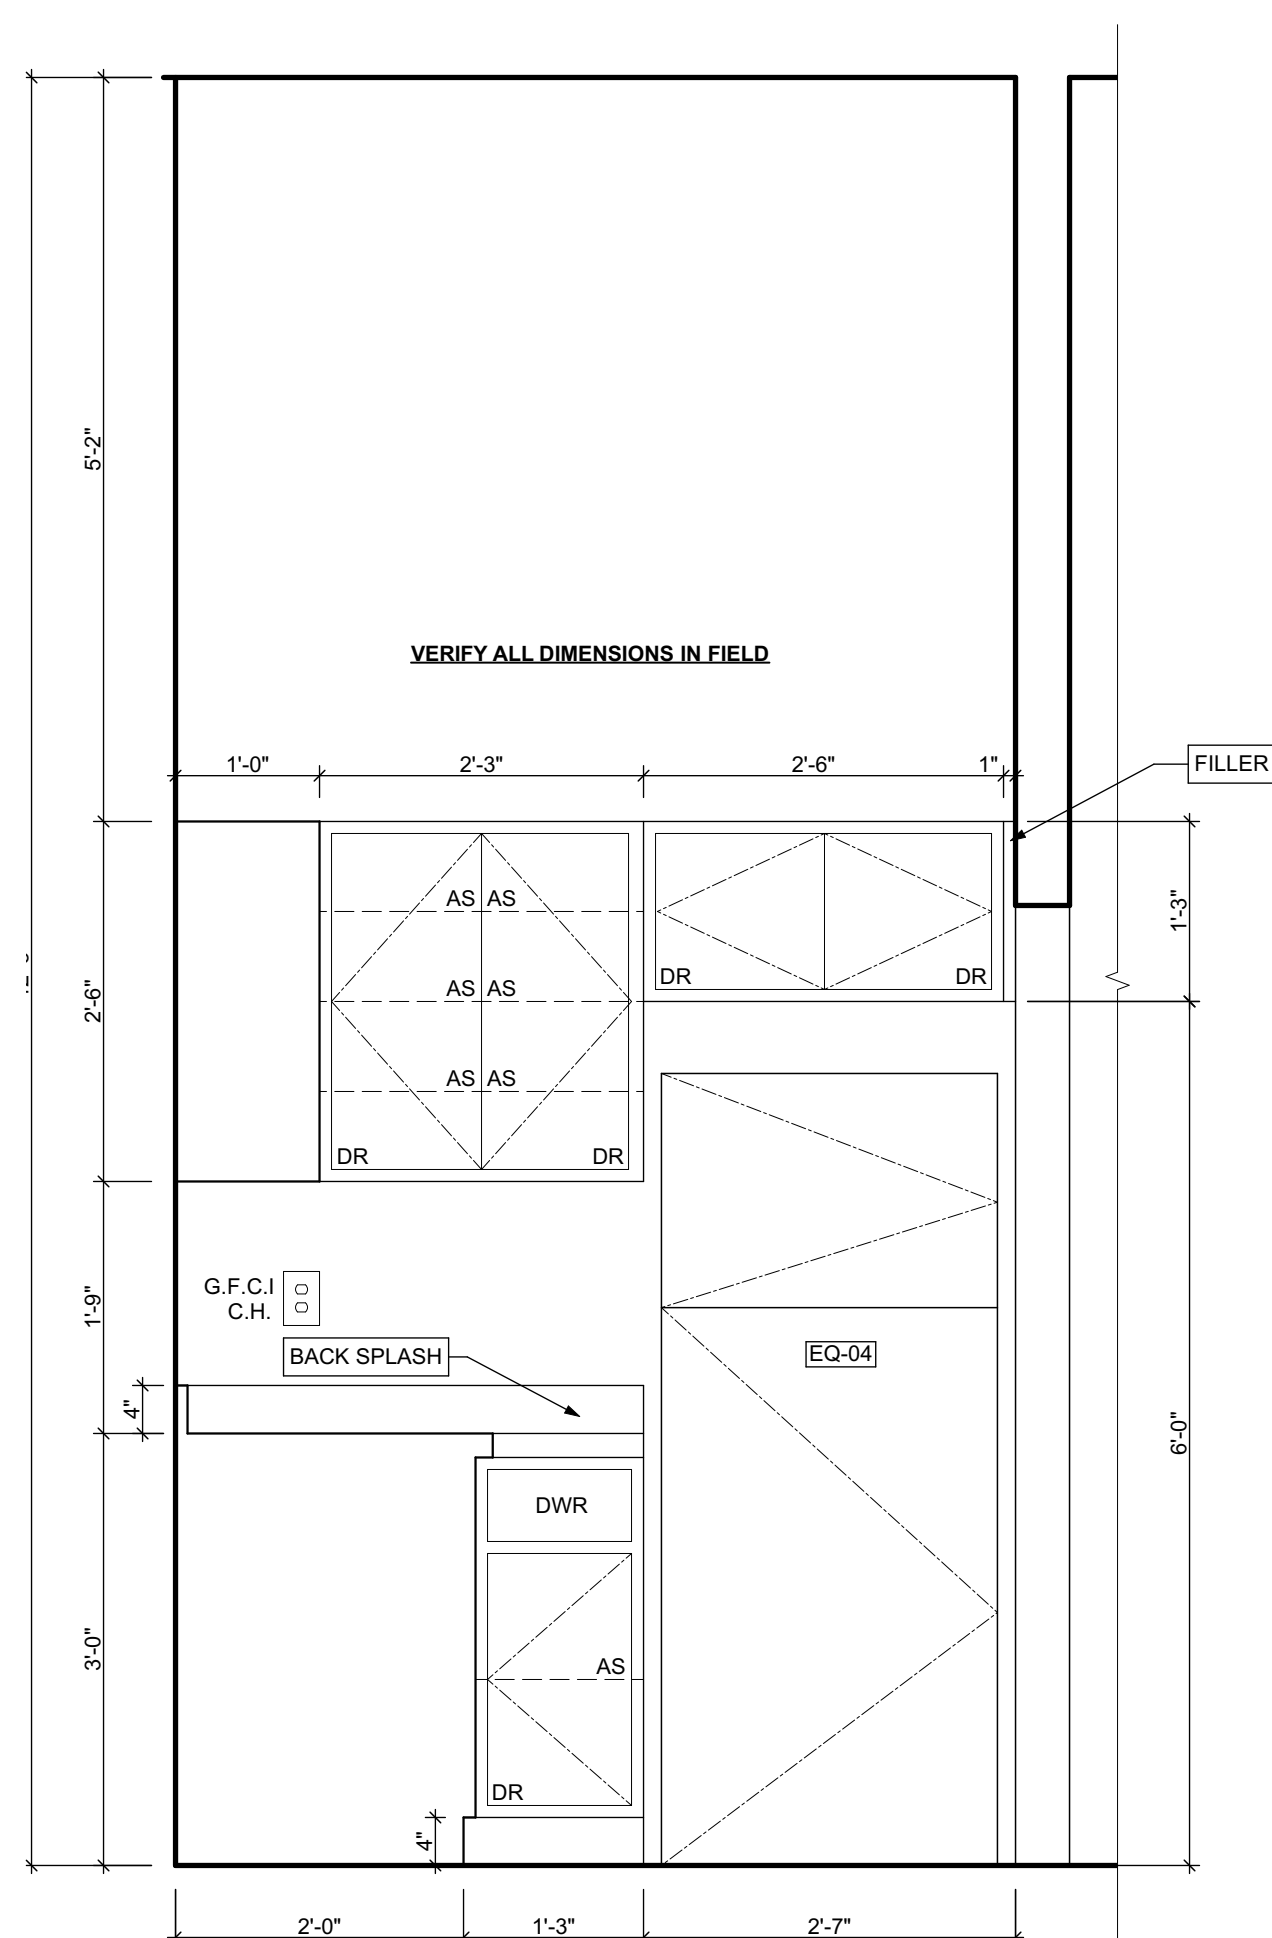 5'-2"
VERIFY ALL DIMENSIONS IN FIELD
1'-0"
2'-3"
2'-6"
1"
FILLER
AS AS
1'-3"
DR
DR
2'-6"
AS AS
AS AS
DR
DR
G.F.C.I
C.H.
1'-9"
BACK SPLASH
EQ-04
4"
6'-0"
DWR
3'-0"
AS
DR
4"
2'-0"
1'-3"
2'-7"